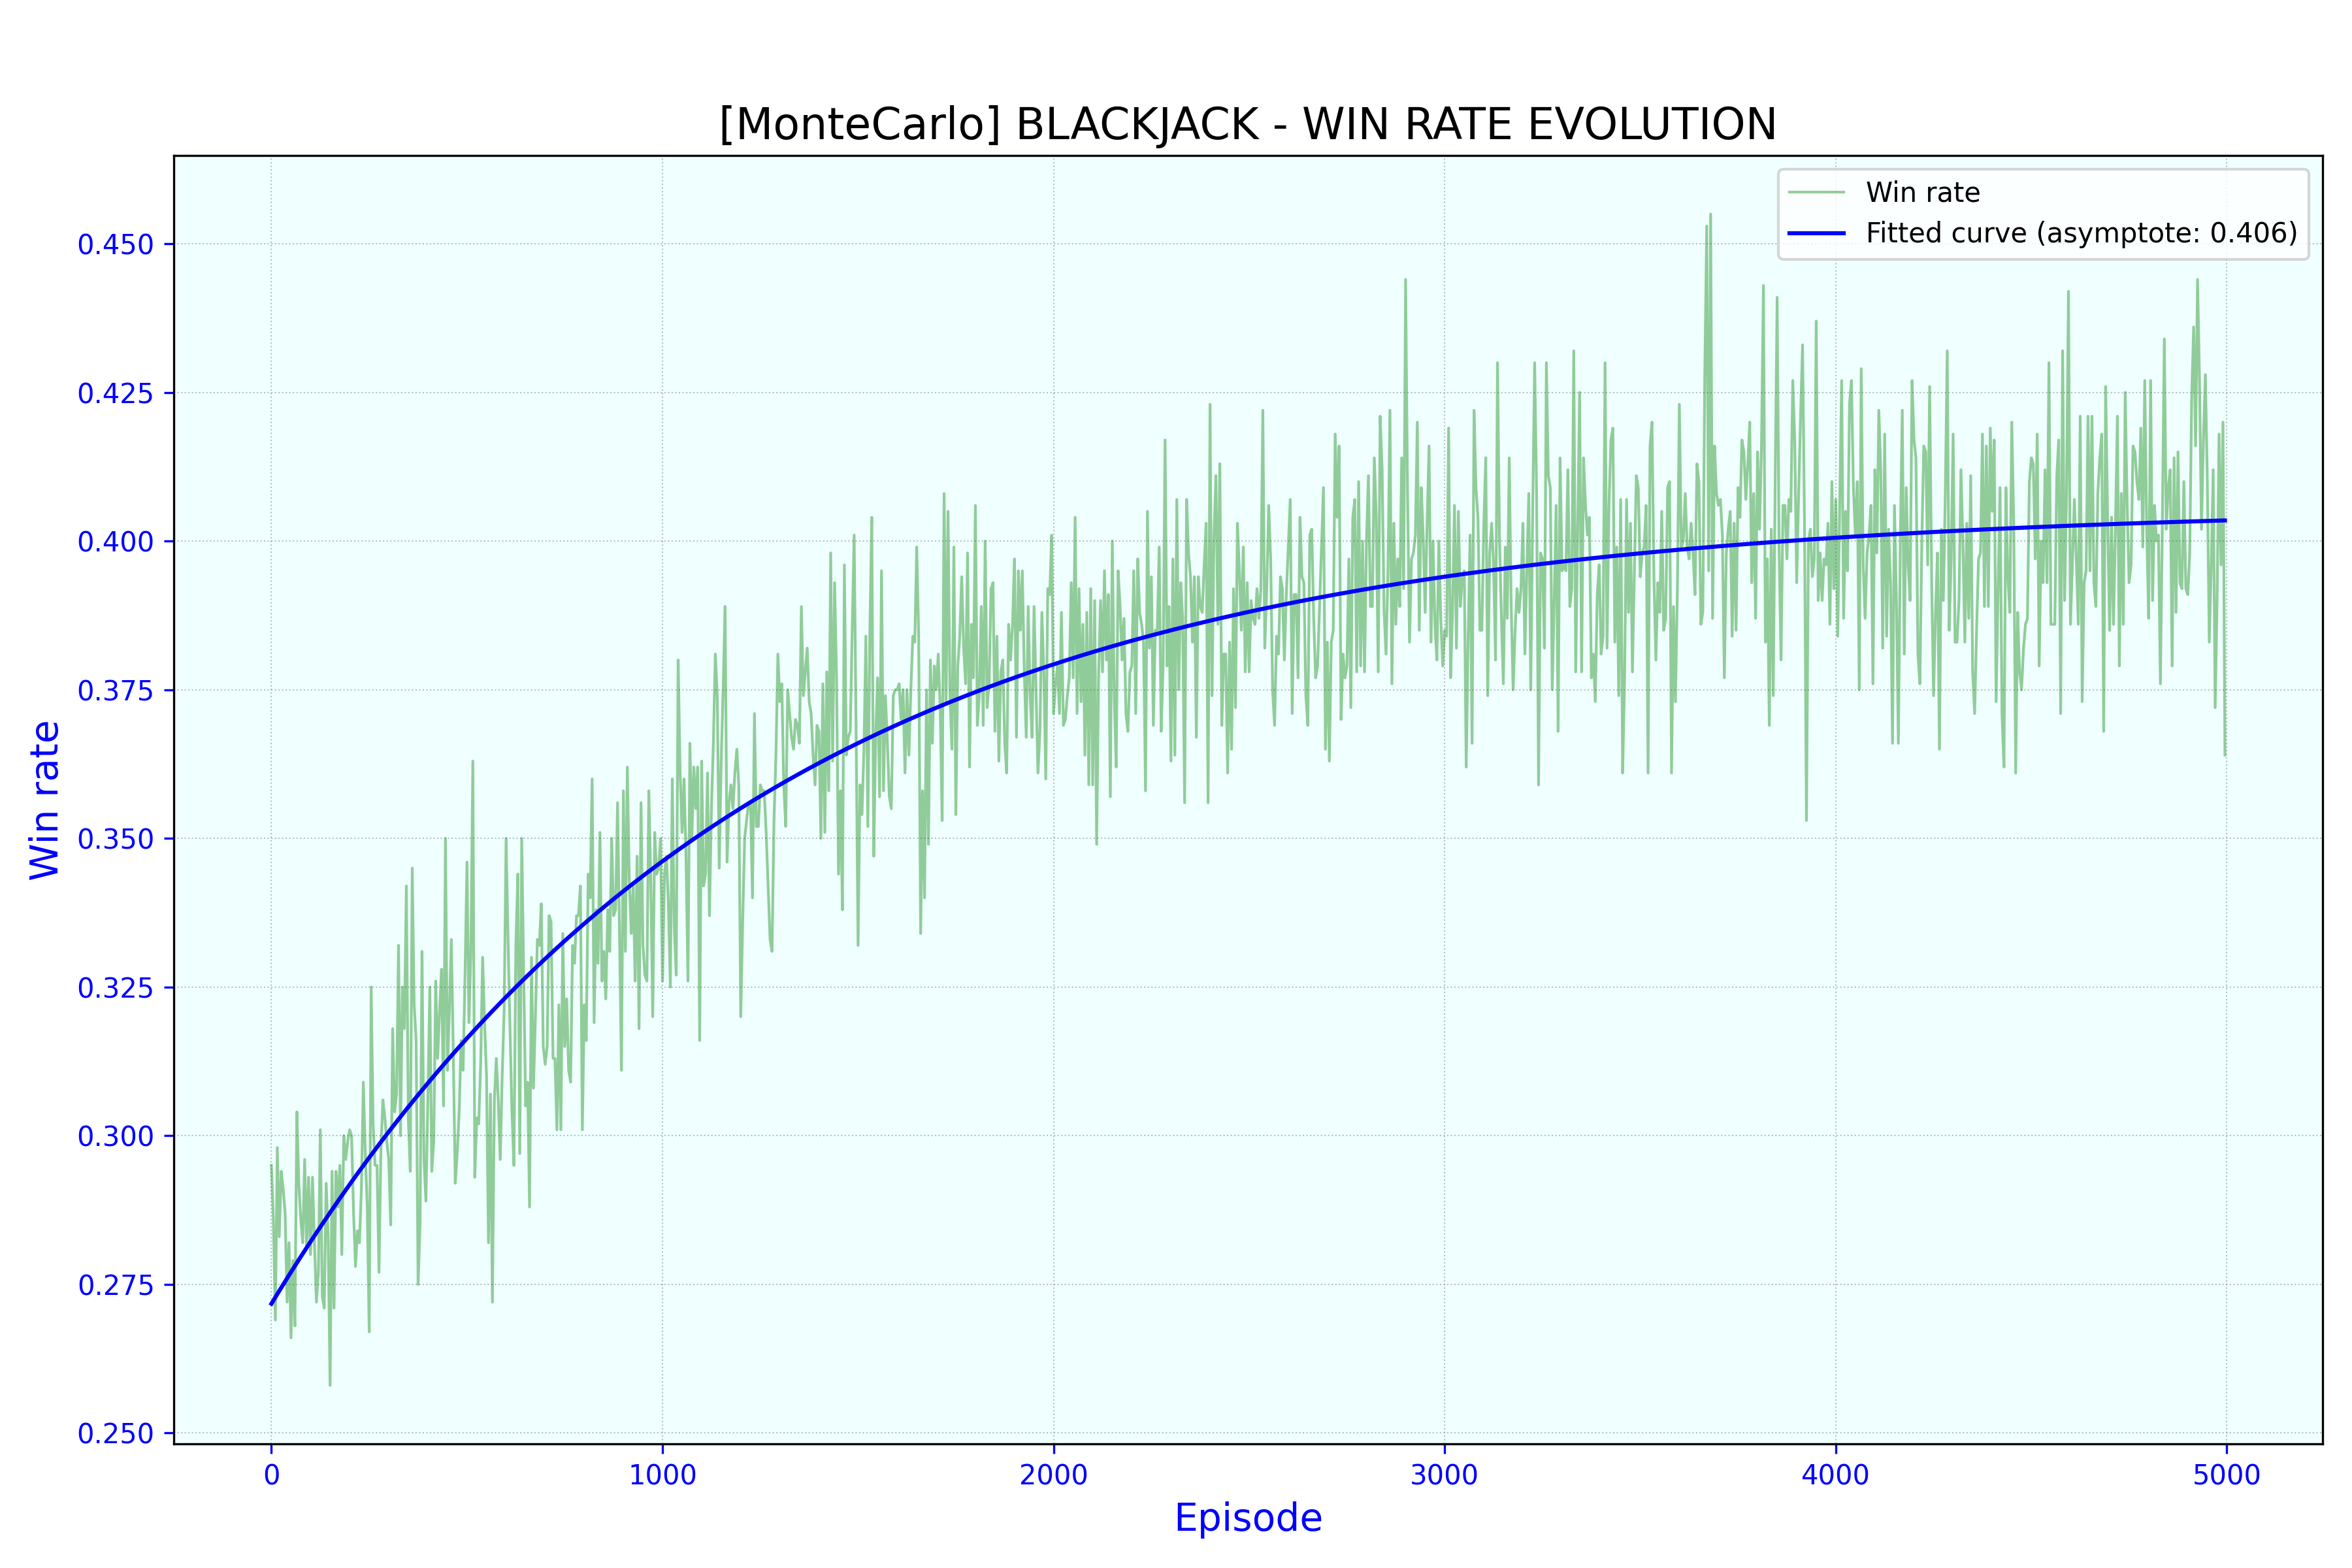 [MonteCarlo] BLACKJACK - WIN RATE EVOLUTION
Win rate
Fitted curve (asymptote: 0.406)
0.450
0.425
0.400
0.375
0.350
0.325
0.300
0.275
0.250
Win rate
0 1000 2000 3000 4000 5000
Episode